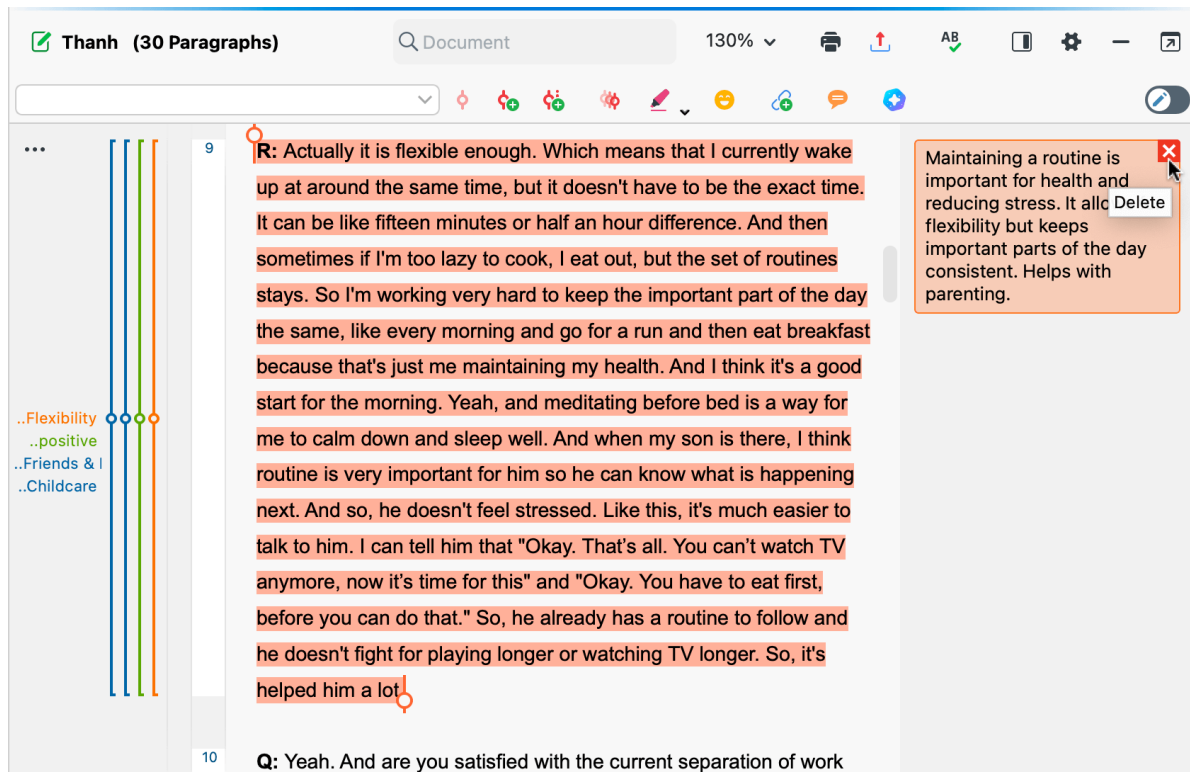 Thanh (30 Paragraphs)
Document
130%
AB
9
R: Actually it is flexible enough. Which means that I currently wake
up at around the same time, but it doesn't have to be the exact time.
It can be like fifteen minutes or half an hour difference. And then
sometimes if I'm too lazy to cook, I eat out, but the set of routines
stays. So I'm working very hard to keep the important part of the day
the same, like every morning and go for a run and then eat breakfast
because that's just me maintaining my health. And I think it's a good
start for the morning. Yeah, and meditating before bed is a way for
me to calm down and sleep well. And when my son is there, I think
routine is very important for him so he can know what is happening
next. And so, he doesn't feel stressed. Like this, it's much easier to
talk to him. I can tell him that "Okay. That’s all. You can’t watch TV
anymore, now it’s time for this" and "Okay. You have to eat first,
before you can do that." So, he already has a routine to follow and
he doesn't fight for playing longer or watching TV longer. So, it's
helped him a lot
..Flexibility
..positive
..Friends &
..Childcare
Maintaining a routine is
important for health and
reducing stress. It
flexibility but keeps
important parts of the day
consistent. Helps with
parenting.
Delete
10
Q: Yeah. And are you satisfied with the current separation of work